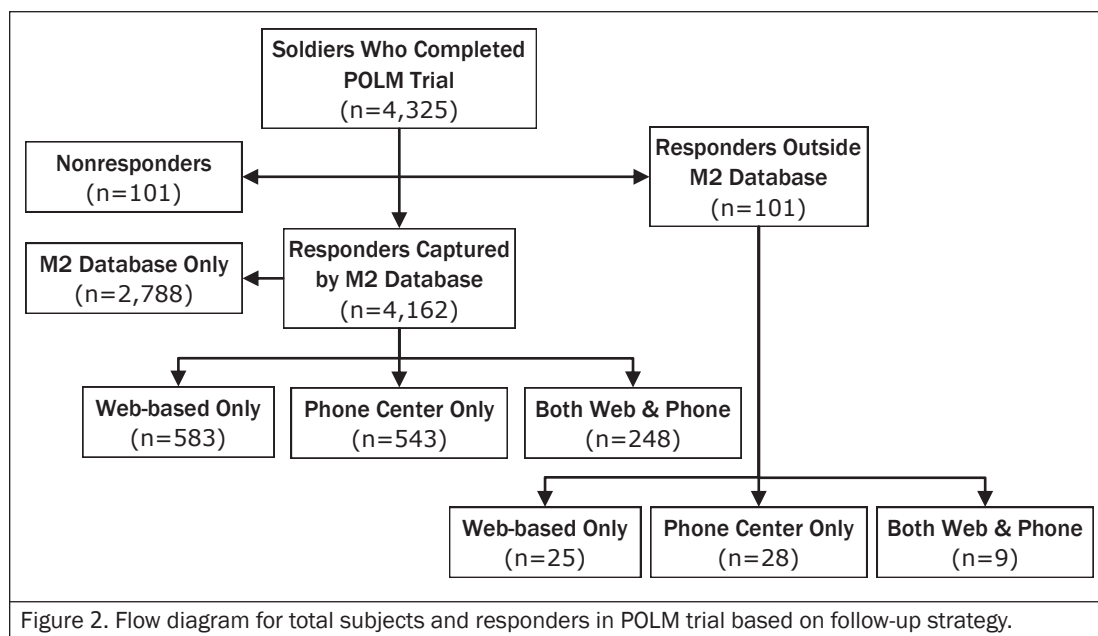 Soldiers Who Completed
POLM Trial
(n=4,325)
Nonresponders
(n=101)
Responders Outside
M2 Database
(n=101)
M2 Database Only
(n=2,788)
Responders Captured
by M2 Database
(n=4,162)
Web-based Only
(n=583)
Phone Center Only
(n=543)
Both Web & Phone
(n=248)
Web-based Only
(n=25)
Phone Center Only
(n=28)
Both Web & Phone
(n=9)
Figure 2. Flow diagram for total subjects and responders in POLM trial based on follow-up strategy.